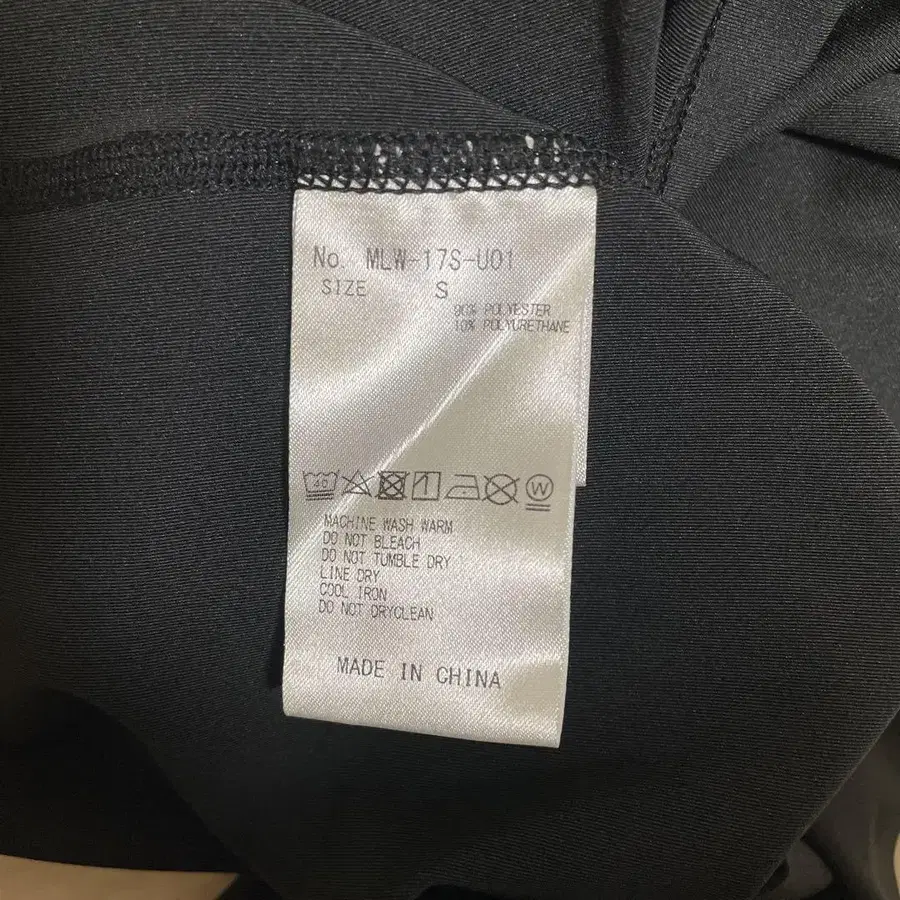 No. MLW-17S-U01
SIZE S
90% POLYESTER
10% POLYURETHANE
40
W
MACHINE WASH WARM
DO NOT BLEACH
DO NOT TUMBLE DRY
LINE DRY
COOL IRON
DO NOT DRYCLEAN
MADE IN CHINA